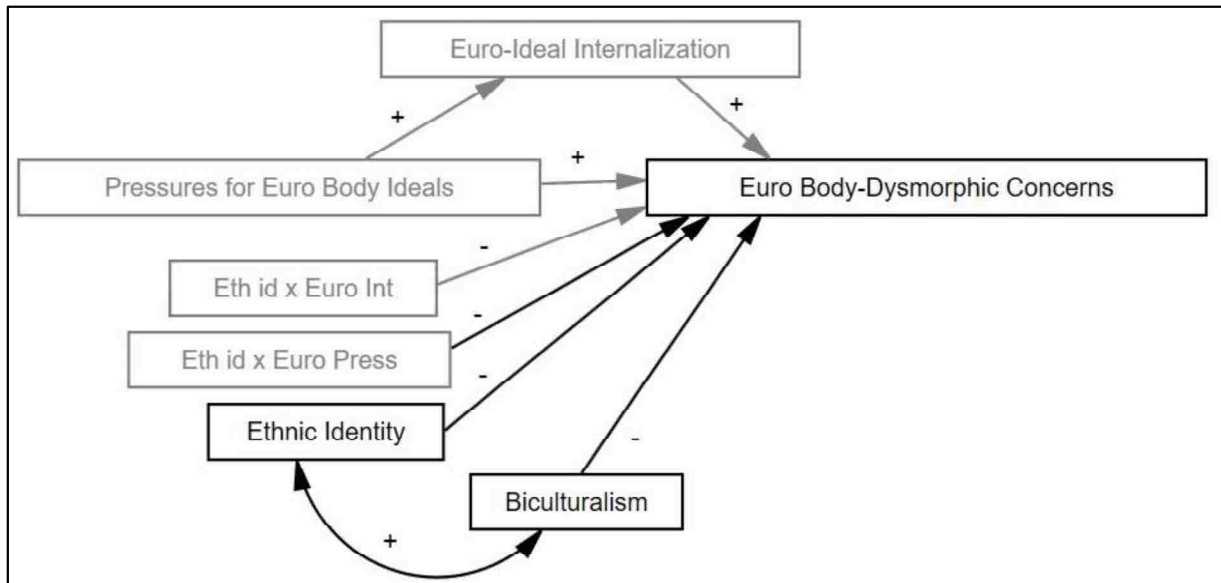 Euro-Ideal Internalization
+
+
Pressures for Euro Body Ideals
+
Euro Body-Dysmorphic Concerns
-
Eth id x Euro Int
-
Eth id x Euro Press
-
Ethnic Identity
-
Biculturalism
+